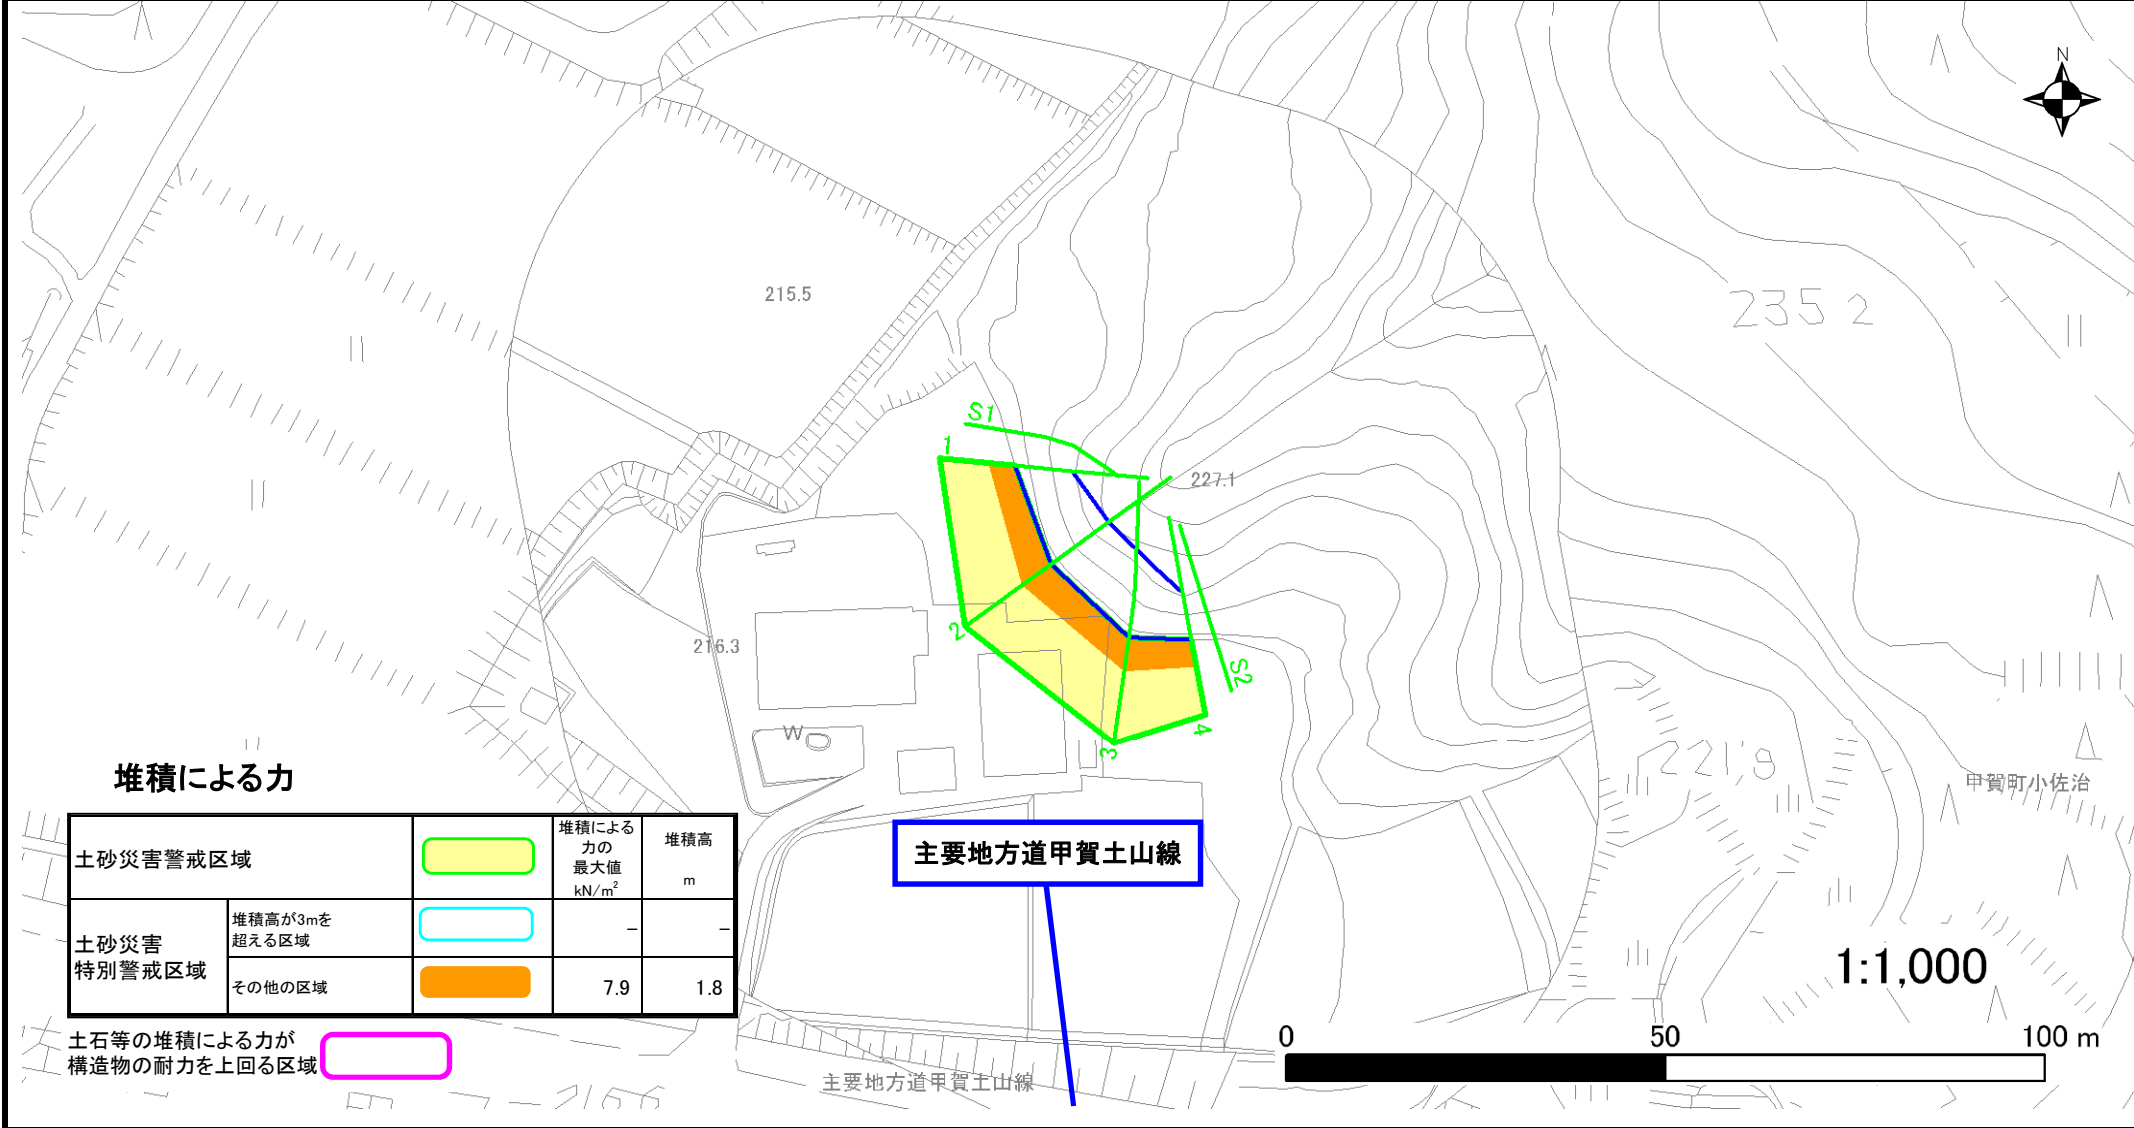 N
215.5
235 2
S1
1
227.1
2
216.3
S2
W
4
3
221.9
甲賀町小佐治
堆積による力
主要地方道甲賀土山線
土砂災害警戒区域
堆積による
力の
最大値
kN/m²
堆積高
m
土砂災害
特別警戒区域
堆積高が3mを
超える区域
－
－
その他の区域
7.9
1.8
1:1,000
土石等の堆積による力が
構造物の耐力を上回る区域
0
50
100 m
主要地方道甲賀土山線